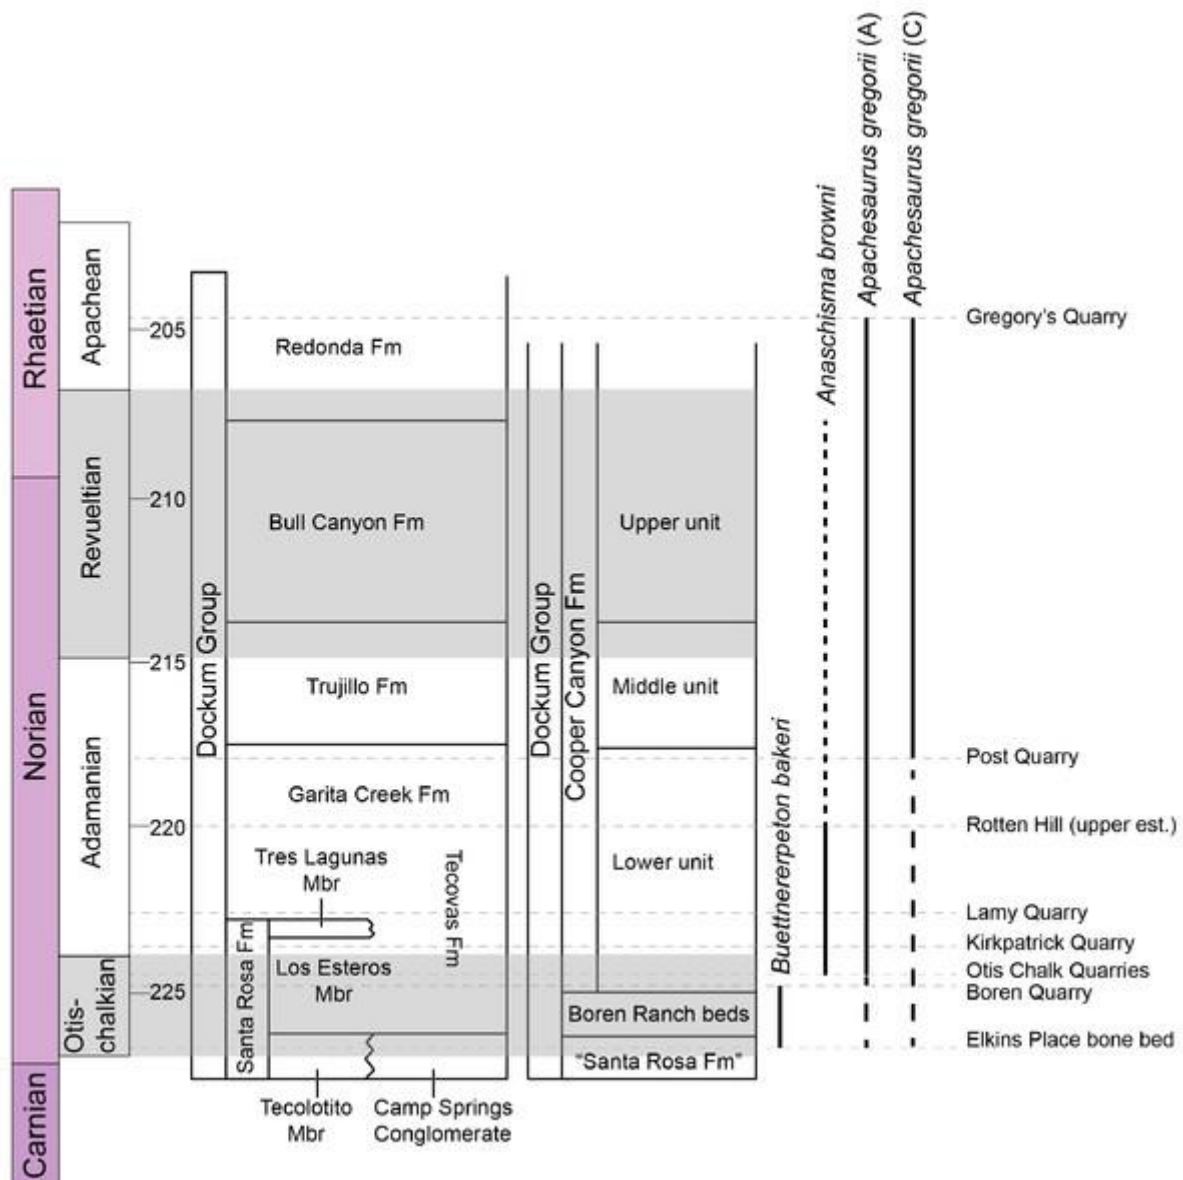 Apachesaurus gregorii (A)
Apachesaurus gregorii (C)
Anaschisma browni
Buettnererpeton bakeri
Rhaetian
Norian
Carnian
Apachean
Revueltian
Adamanian
Otis-
chalkian
205
210
215
220
225
Dockum Group
Redonda Fm
Bull Canyon Fm
Trujillo Fm
Garita Creek Fm
Tres Lagunas
Mbr
Tecovas Fm
Santa Rosa Fm
Los Esteros
Mbr
Tecolotito
Mbr
Camp Springs
Conglomerate
Dockum Group
Cooper Canyon Fm
Upper unit
Middle unit
Lower unit
Boren Ranch beds
"Santa Rosa Fm"
Gregory's Quarry
Post Quarry
Rotten Hill (upper est.)
Lamy Quarry
Kirkpatrick Quarry
Otis Chalk Quarries
Boren Quarry
Elkins Place bone bed